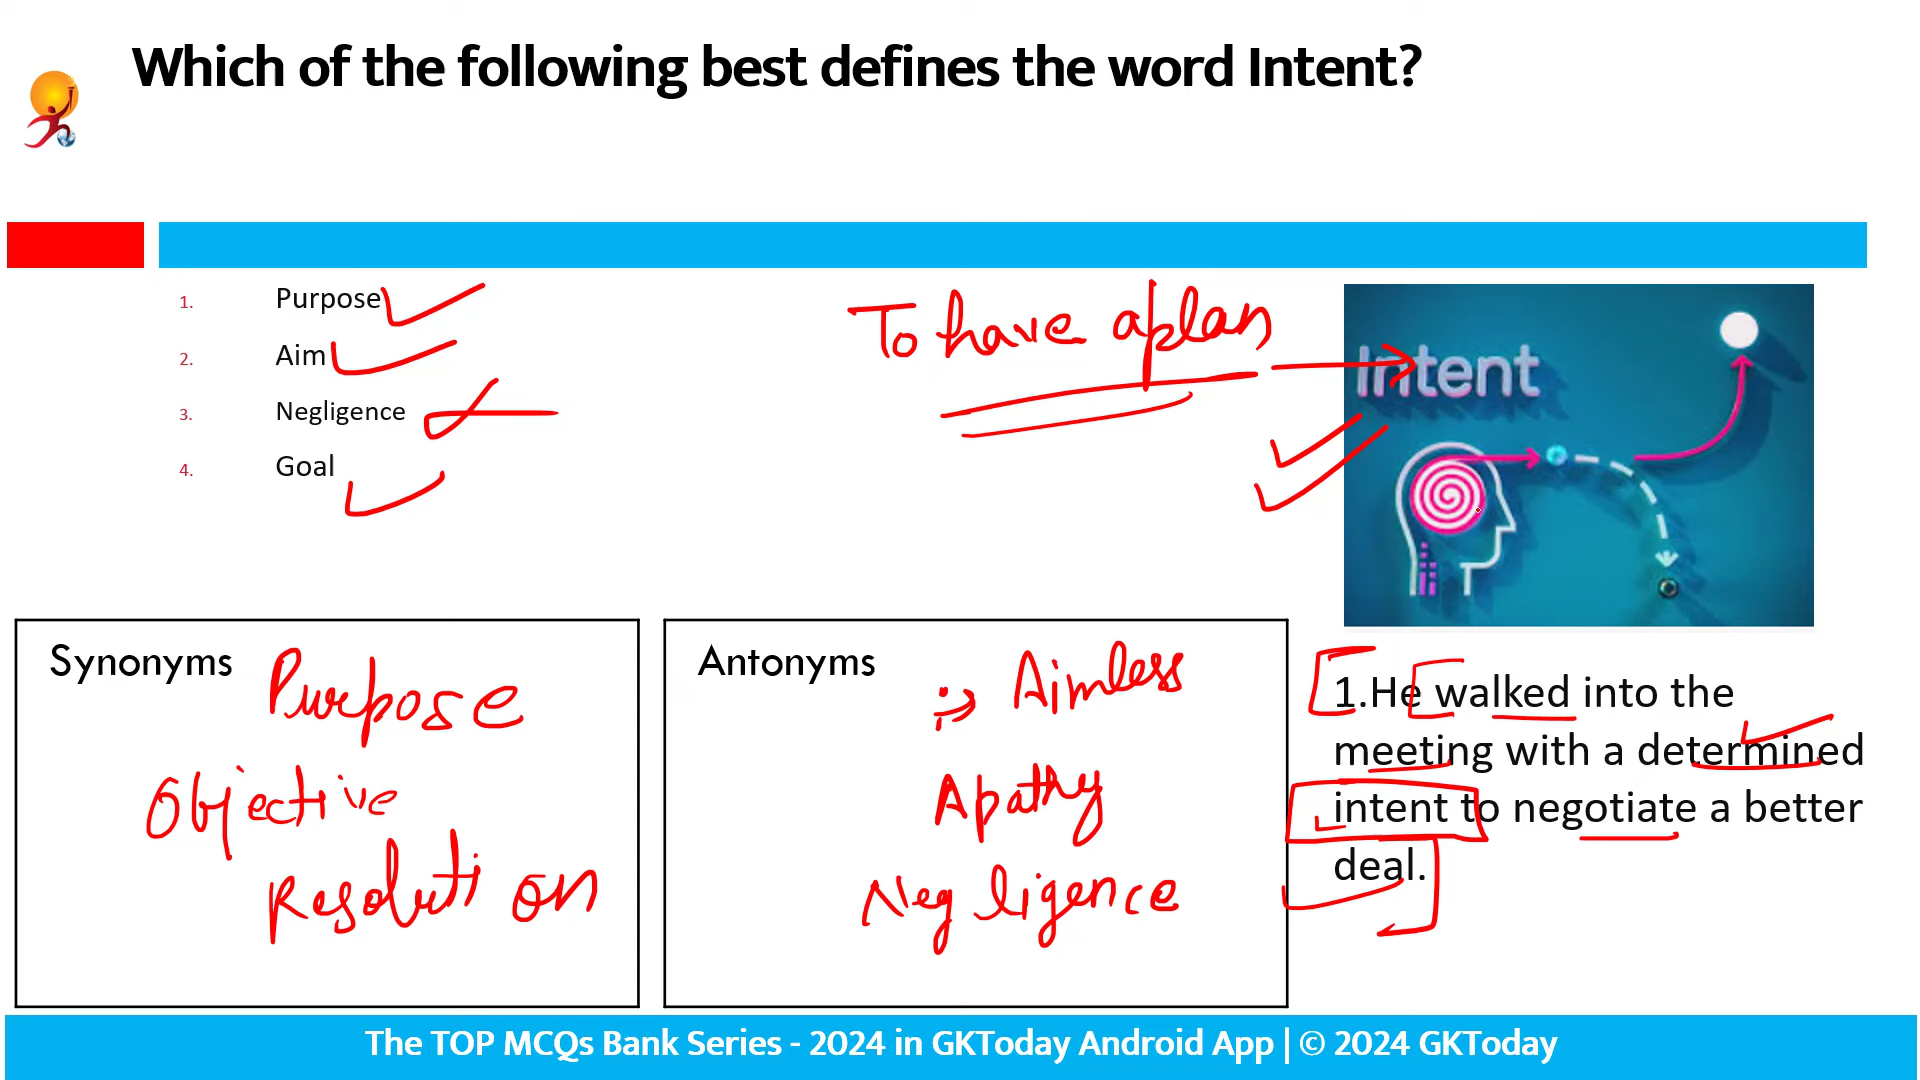 Which of the following best defines the word Intent?
1. Purpose
2. Aim
3. Negligence
4. Goal
To have a plan
Intent
Synonyms
Purpose
Objective
Resolution
Antonyms
:-> Aimless
Apathy
Negligence
1.He walked into the
meeting with a determined
intent to negotiate a better
deal.
The TOP MCQs Bank Series - 2024 in GKToday Android App | © 2024 GKToday